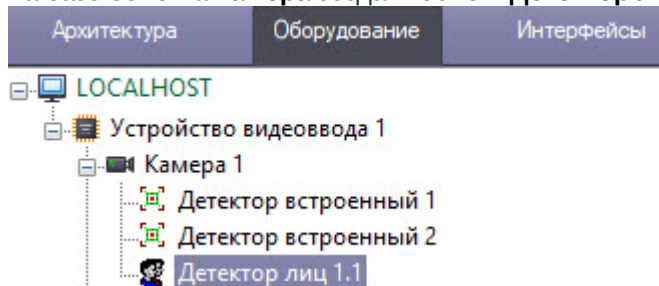 Архитектура Оборудование Интерфейсы
LOCALHOST
Устройство видеоввода 1
Камера 1
Детектор встроенный 1
Детектор встроенный 2
Детектор лиц 1.1